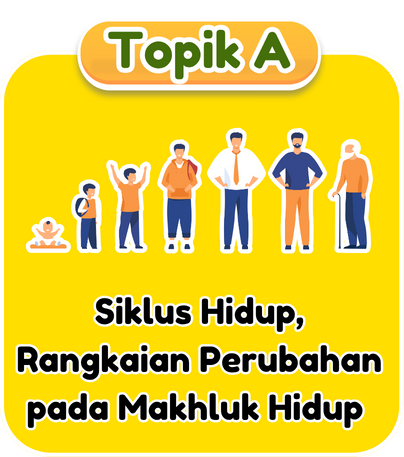 Topik A
Siklus Hidup,
Rangkaian Perubahan
pada Makhluk Hidup